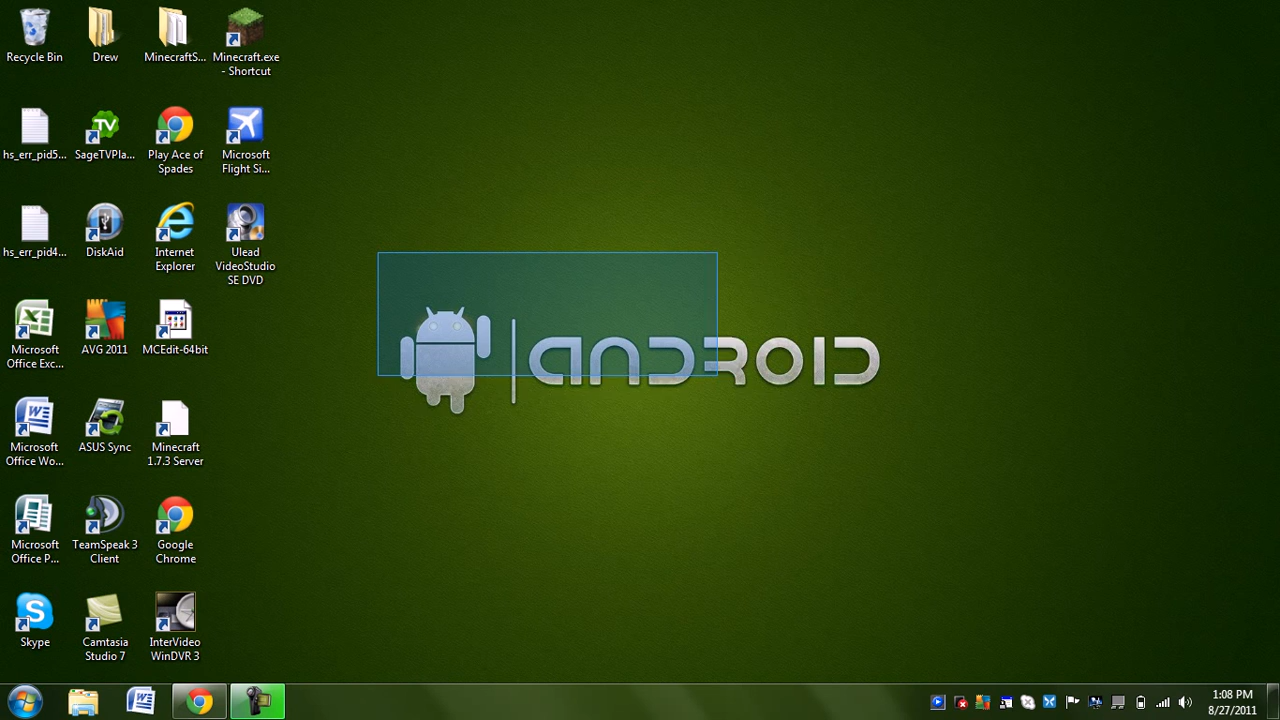 Recycle Bin
Drew
MinecraftS...
Minecraft.exe
- Shortcut
hs_err_pid5...
SageTVPla...
Play Ace of
Spades
Microsoft
Flight Si...
hs_err_pid4...
DiskAid
Internet
Explorer
Ulead
VideoStudio
SE DVD
Microsoft
Office Exc...
AVG 2011
MCEdit-64bit
Microsoft
Office Wo...
ASUS Sync
Minecraft
1.7.3 Server
Microsoft
Office P...
TeamSpeak 3
Client
Google
Chrome
Skype
Camtasia
Studio 7
InterVideo
WinDVR 3
TV
ANDROID
1:08 PM
8/27/2011